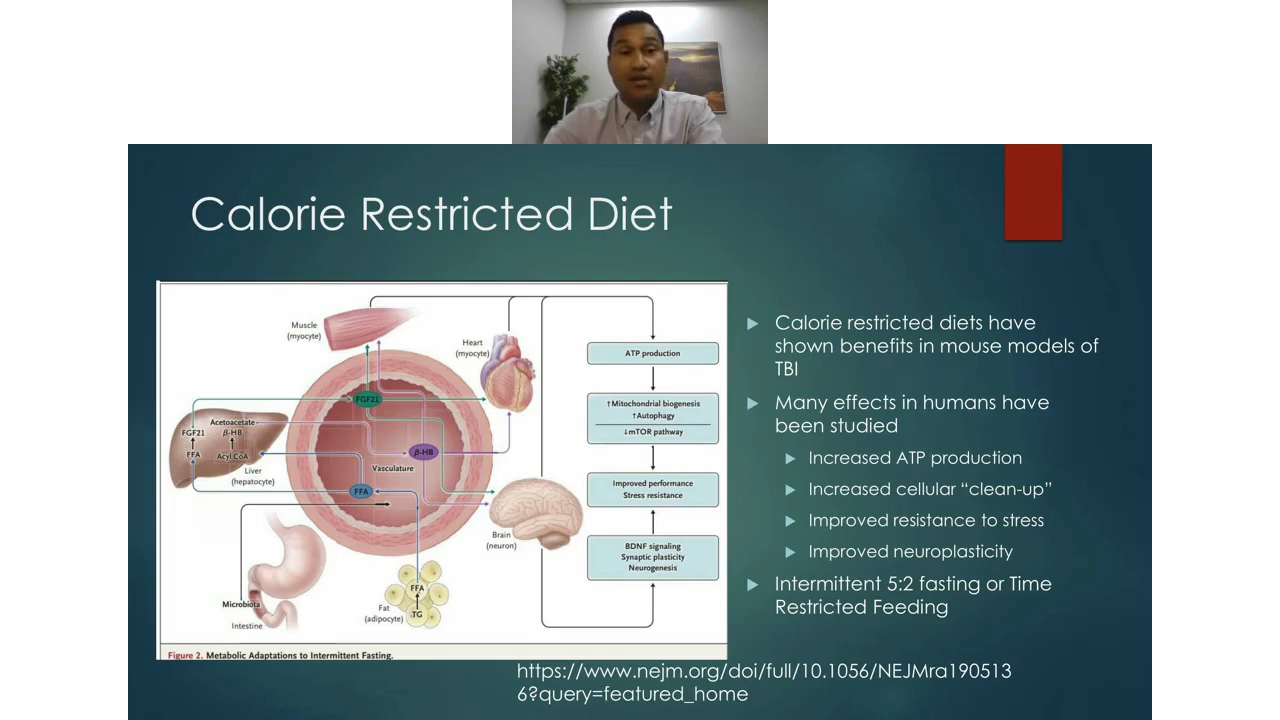 Calorie Restricted Diet
Muscle
(myocyte)
Heart
(myocyte)
ATP production
↑Mitochondrial biogenesis
↑Autophagy
↓mTOR pathway
FGF21
Acetoacetate
FGF21
β-HB
FFA
Acyl CoA
Liver
(hepatocyte)
β-HB
Vasculature
FFA
Improved performance
Stress resistance
Brain
(neuron)
BDNF signaling
Synaptic plasticity
Neurogenesis
Microbiota
Intestine
Fat
(adipocyte)
FFA
TG
Figure 2. Metabolic Adaptations to Intermittent Fasting.
Calorie restricted diets have
shown benefits in mouse models of
TBI
Many effects in humans have
been studied
Increased ATP production
Increased cellular “clean-up”
Improved resistance to stress
Improved neuroplasticity
Intermittent 5:2 fasting or Time
Restricted Feeding
https://www.nejm.org/doi/full/10.1056/NEJMra190513
6?query=featured_home